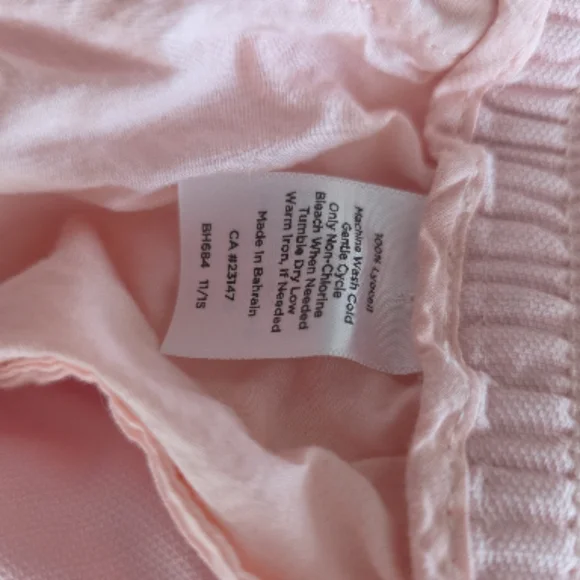 100% Lyocell
Machine Wash Cold
Gentle Cycle
Only Non-Chlorine
Bleach When Needed
Tumble Dry Low
Warm Iron, If Needed
Made In Bahrain
CA #23147
BH684 11/15